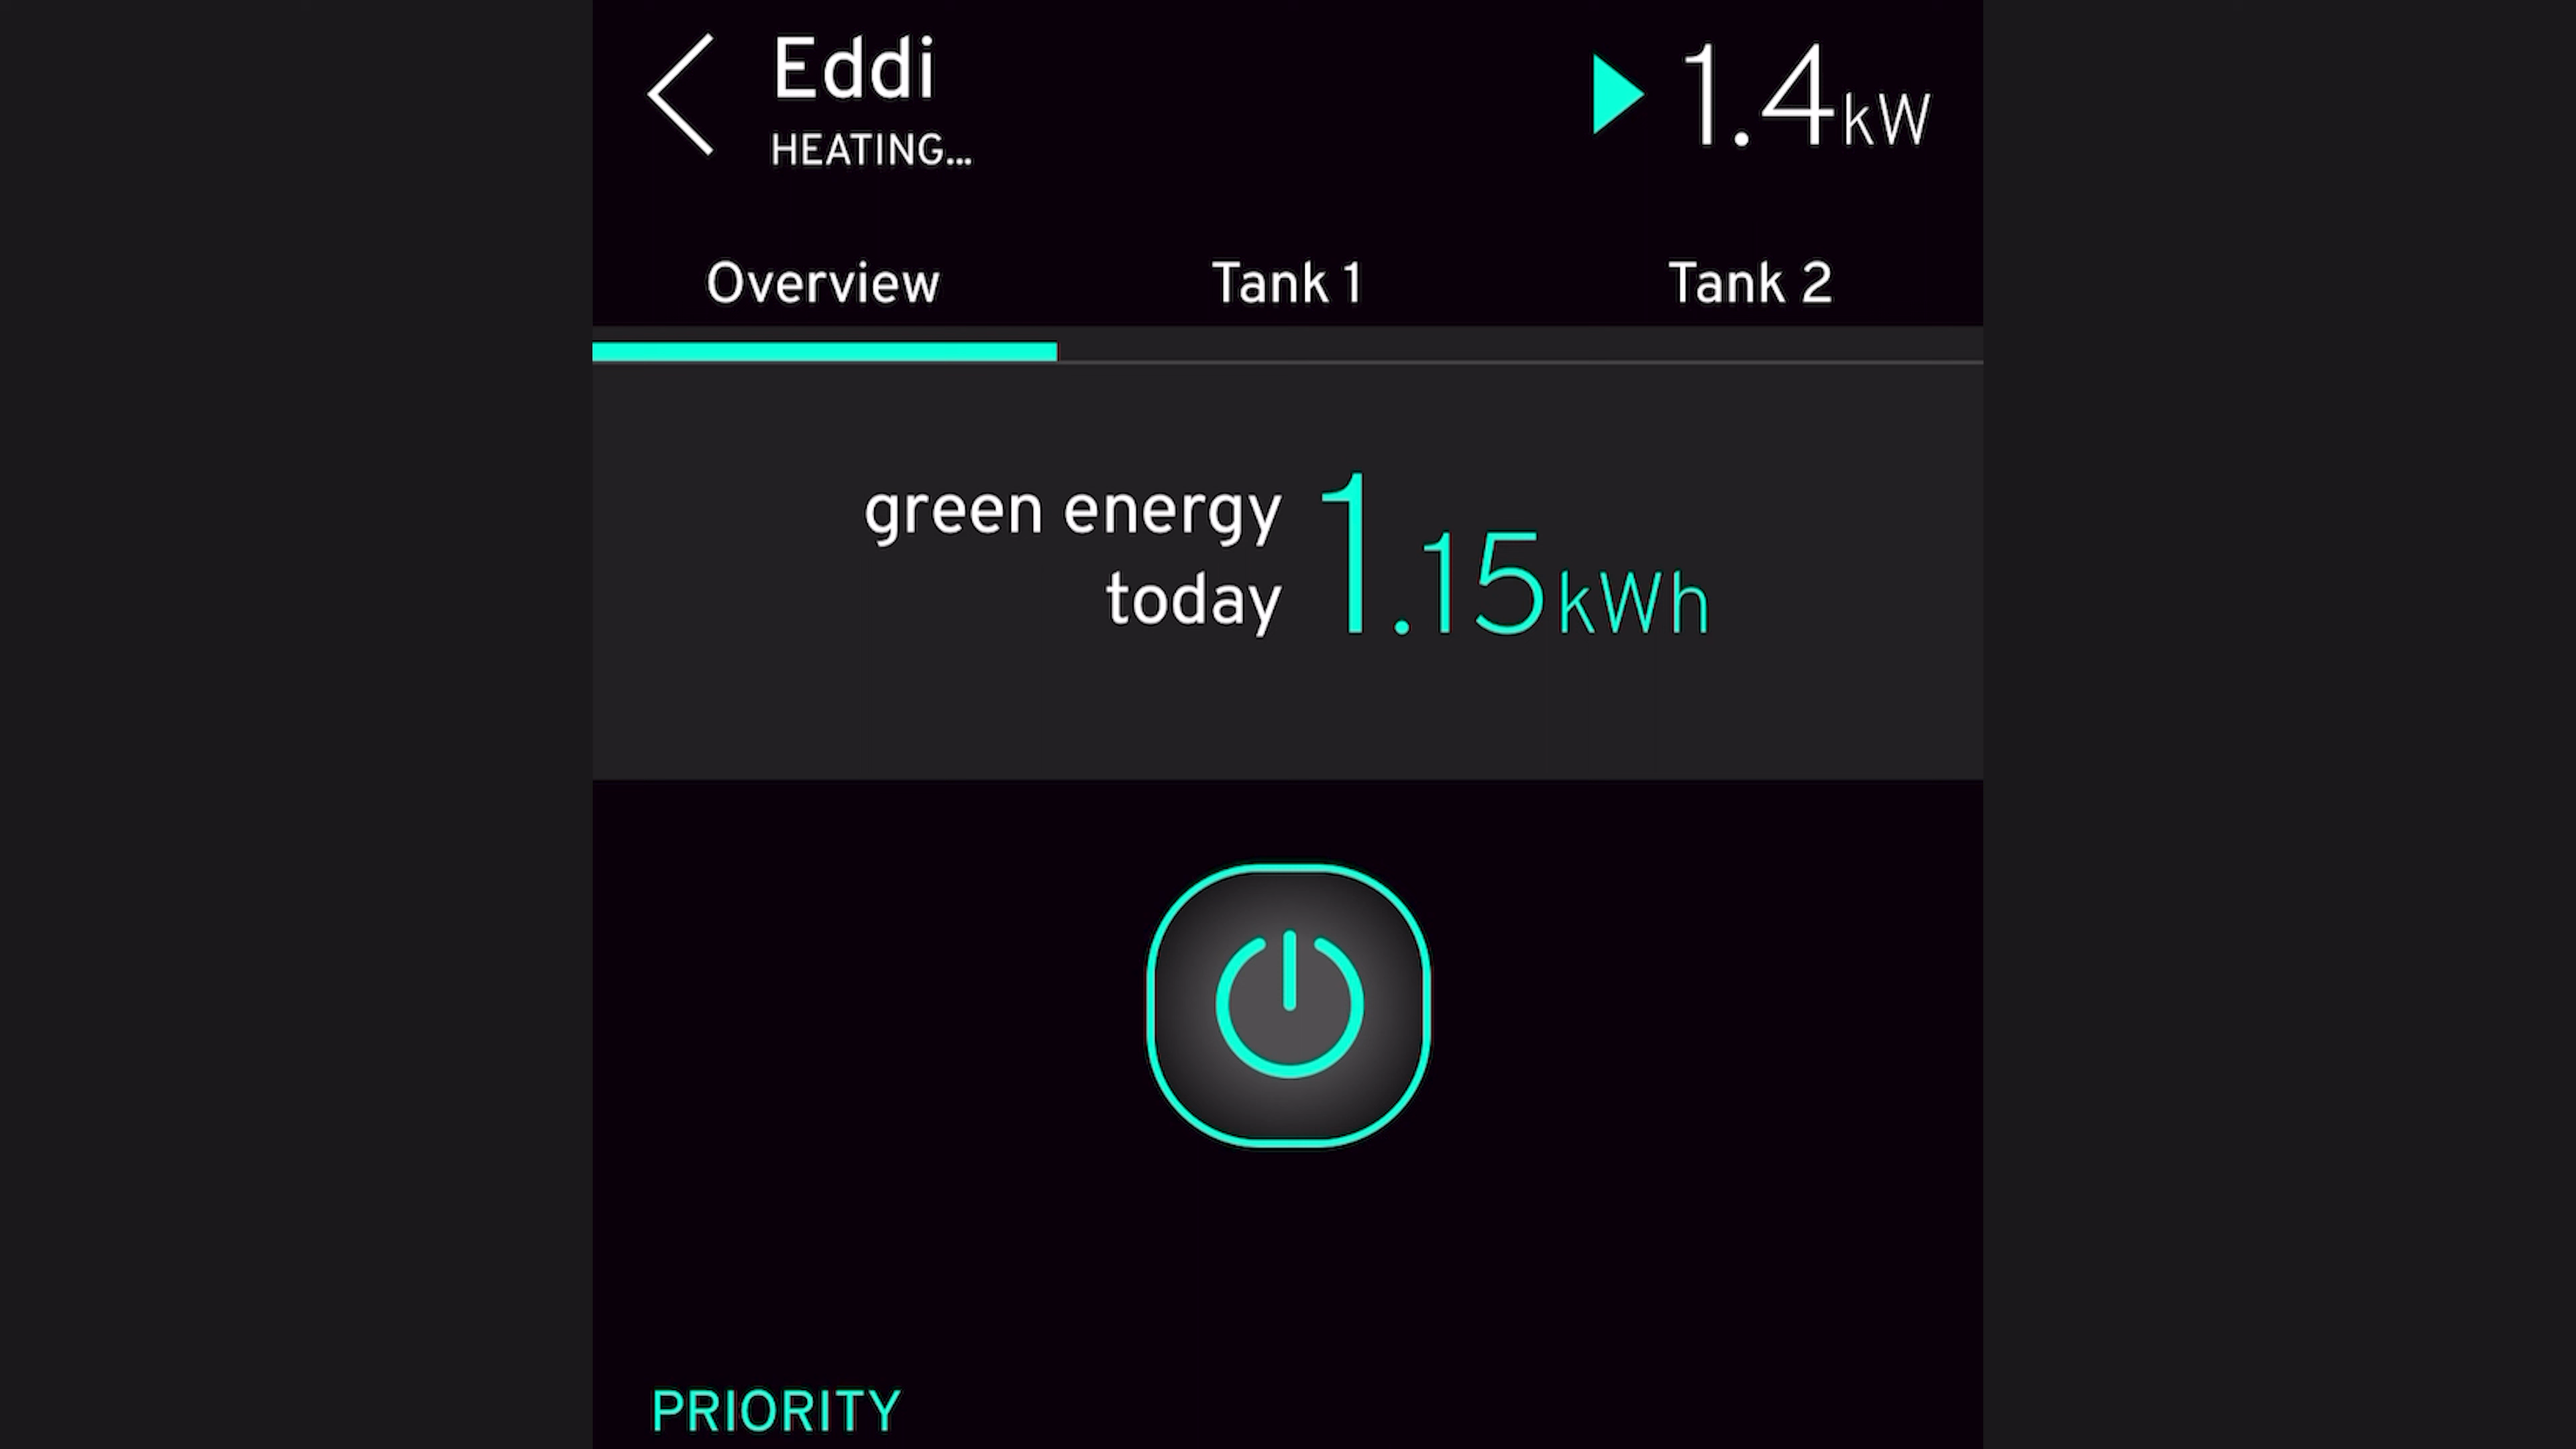 Eddi
HEATING...
1.4kW
Overview
Tank 1
Tank 2
green energy
today
1.15kWh
PRIORITY